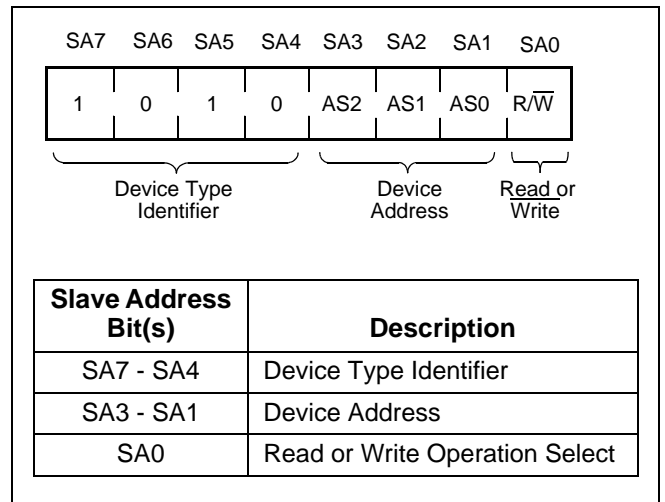 SA7 SA6 SA5 SA4 SA3 SA2 SA1 SA0
1 0 1 0 AS2 AS1 AS0 R/W̅
Device Type Device Read or
Identifier Address Write
Slave Address
Bit(s) Description
SA7 - SA4 Device Type Identifier
SA3 - SA1 Device Address
SA0 Read or Write Operation Select